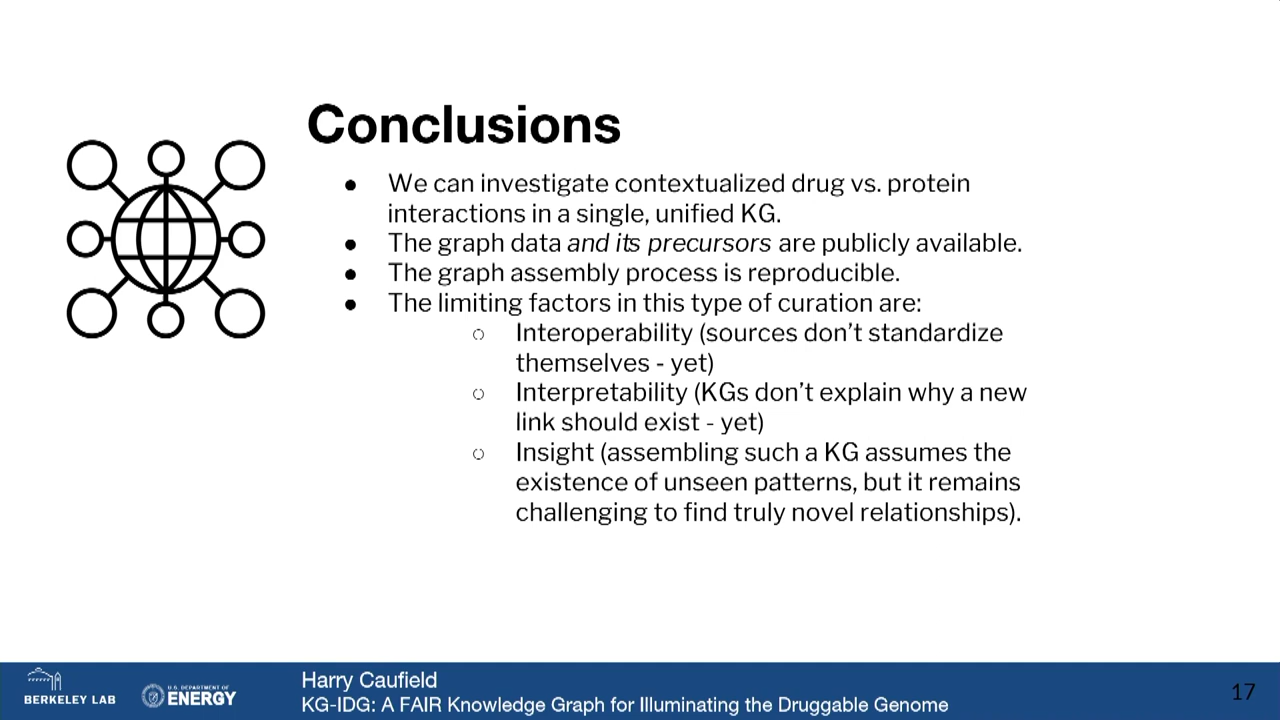 Conclusions
● We can investigate contextualized drug vs. protein
interactions in a single, unified KG.
● The graph data and its precursors are publicly available.
● The graph assembly process is reproducible.
● The limiting factors in this type of curation are:
○ Interoperability (sources don’t standardize
themselves - yet)
○ Interpretability (KGs don’t explain why a new
link should exist - yet)
○ Insight (assembling such a KG assumes the
existence of unseen patterns, but it remains
challenging to find truly novel relationships).
BERKELEY LAB
U.S. DEPARTMENT OF
ENERGY
Harry Caufield
KG-IDG: A FAIR Knowledge Graph for Illuminating the Druggable Genome
17